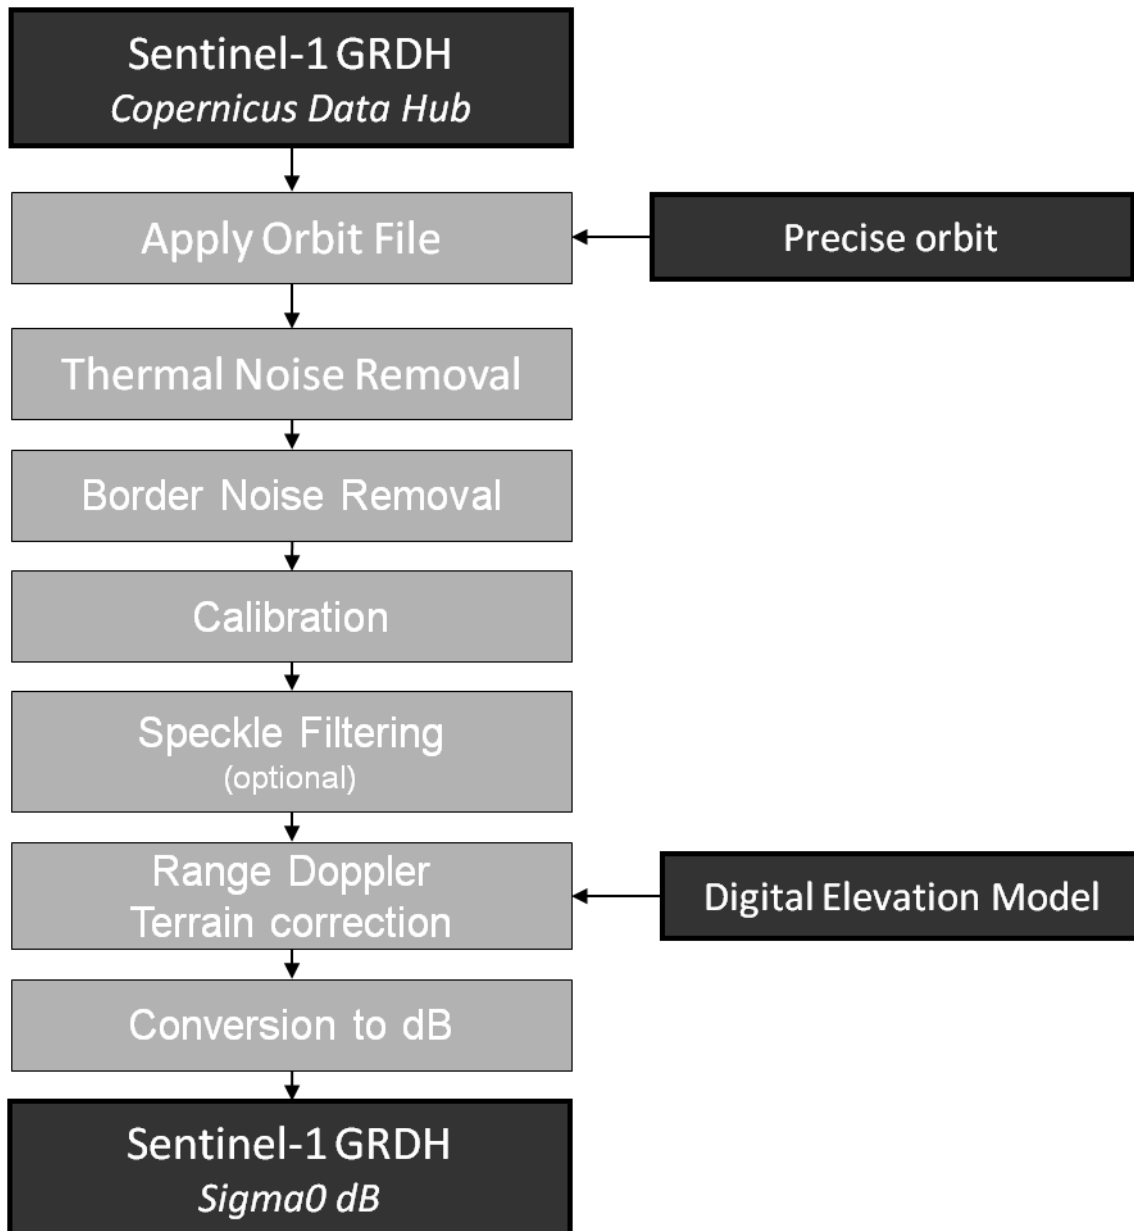 Sentinel-1 GRDH
Copernicus Data Hub
Apply Orbit File
Precise orbit
Thermal Noise Removal
Border Noise Removal
Calibration
Speckle Filtering
(optional)
Range Doppler
Terrain correction
Digital Elevation Model
Conversion to dB
Sentinel-1 GRDH
Sigma0 dB